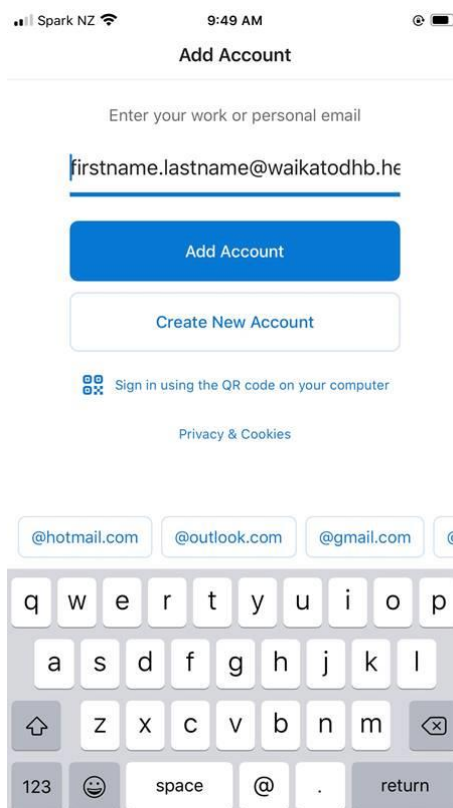 Spark NZ 9:49 AM
Add Account
Enter your work or personal email
firstname.lastname@waikatodhb.he
Add Account
Create New Account
Sign in using the QR code on your computer
Privacy & Cookies
@hotmail.com @outlook.com @gmail.com @
q w e r t y u i o p
a s d f g h j k l
z x c v b n m
123 space @ . return